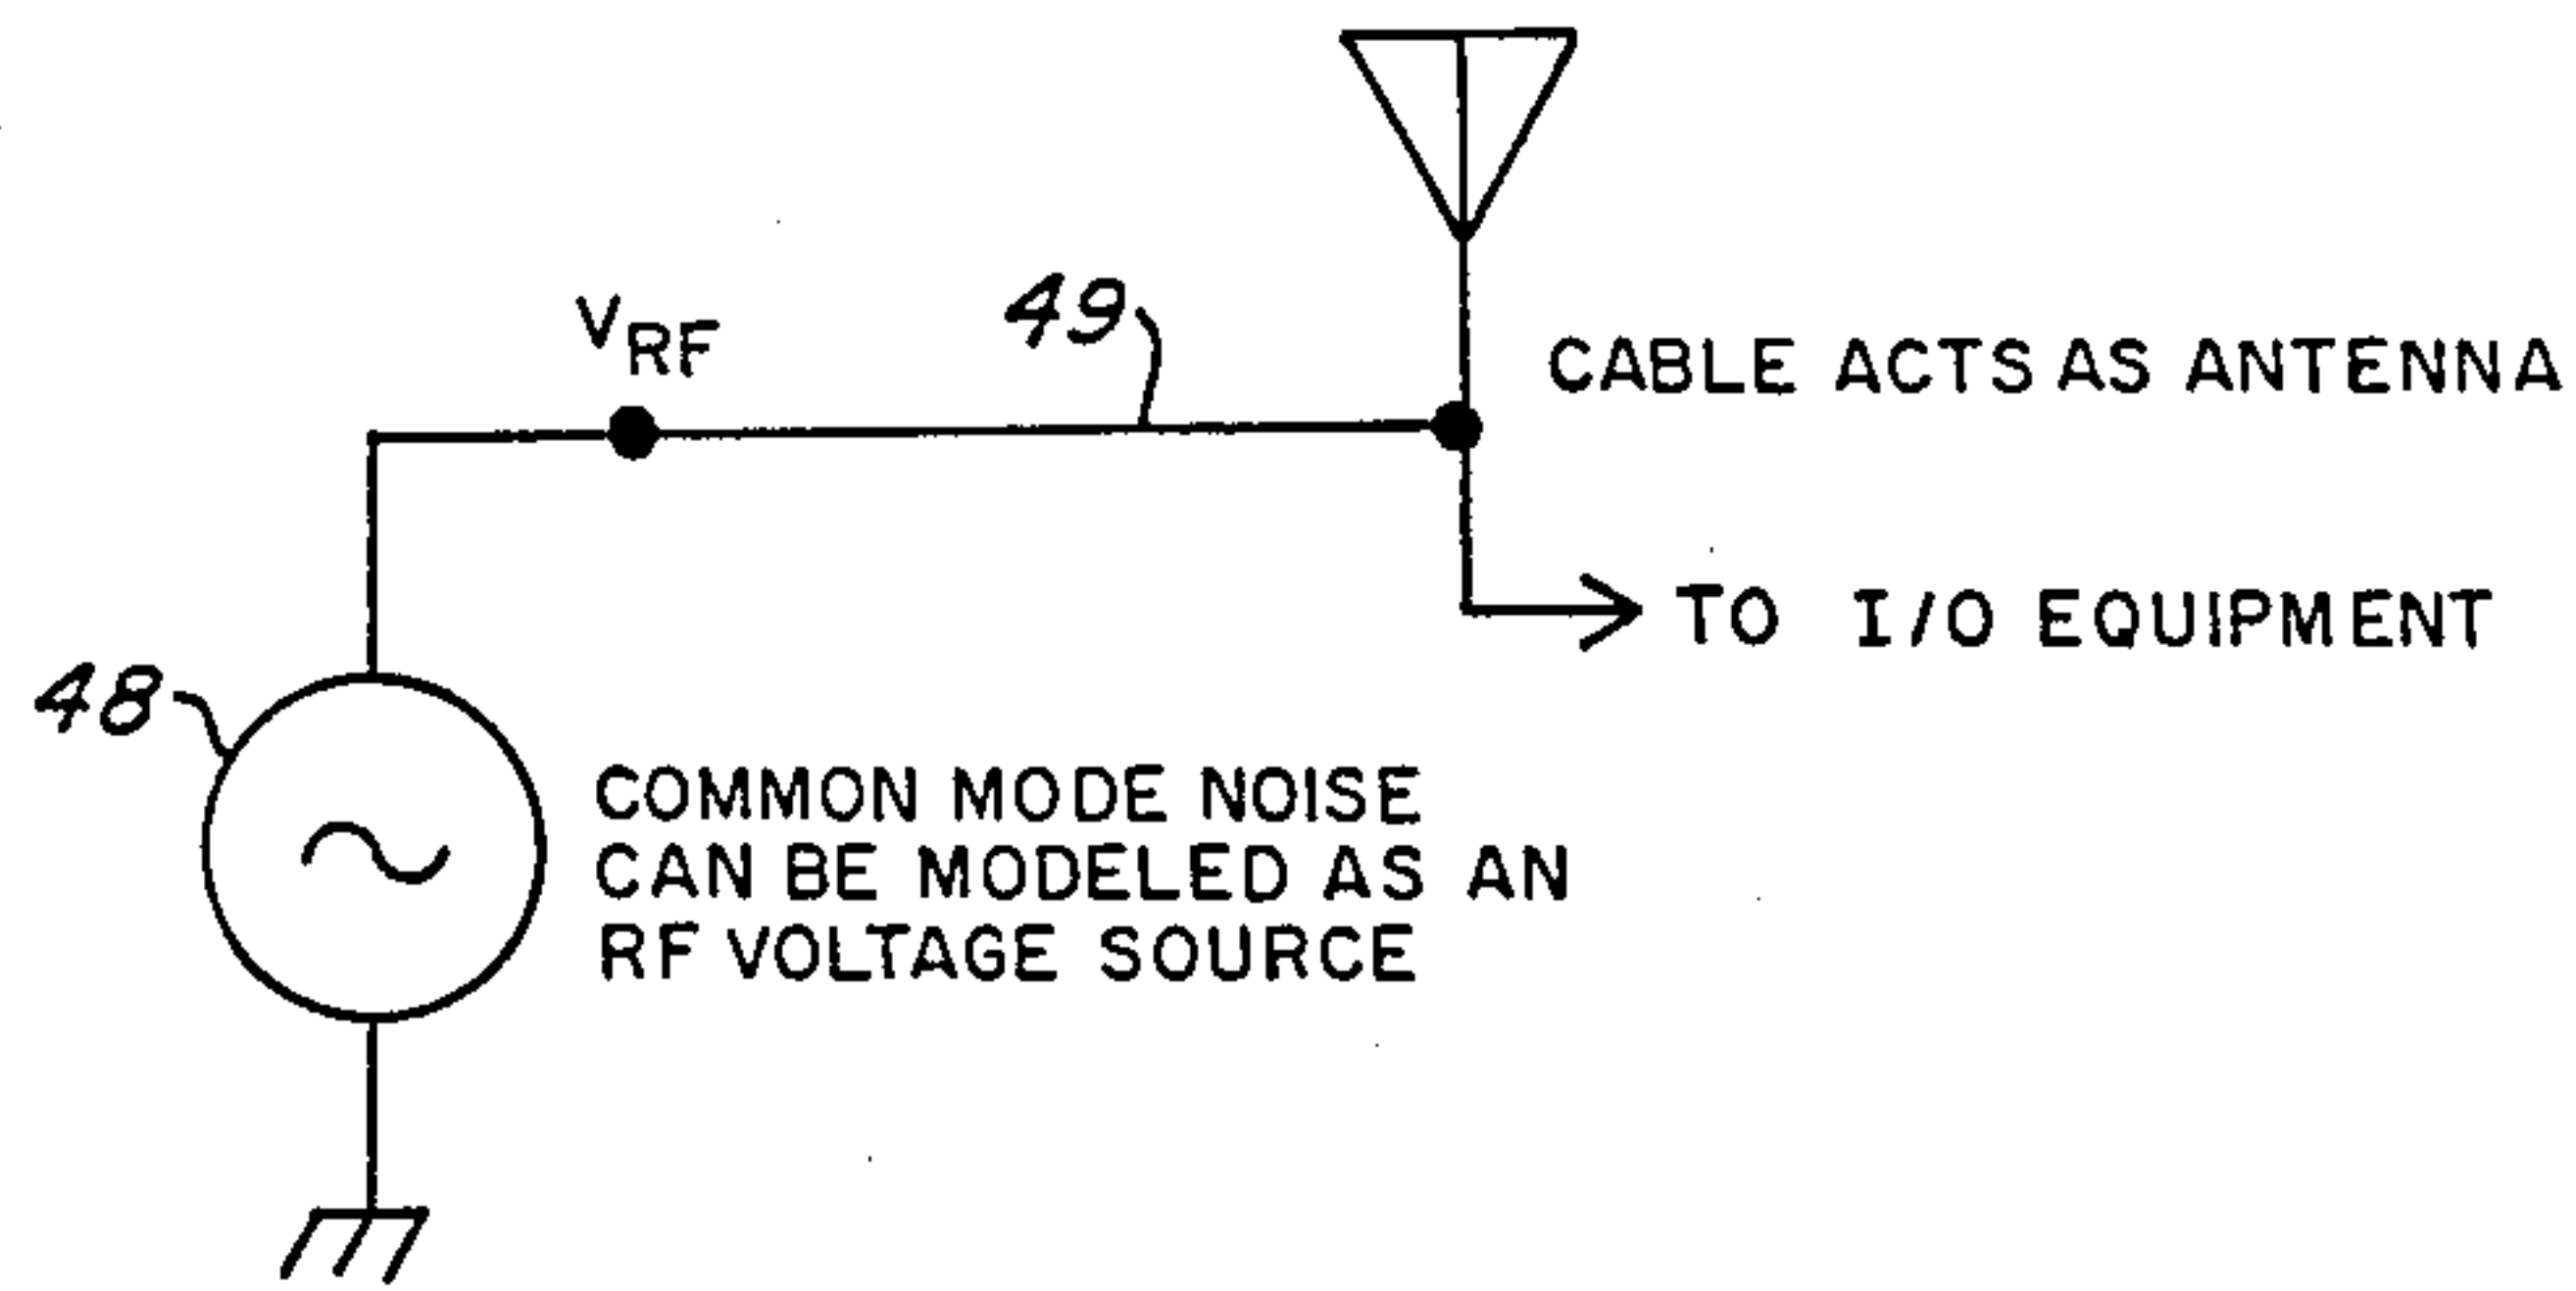 V_RF
49
CABLE ACTS AS ANTENNA
TO I/O EQUIPMENT
48
COMMON MODE NOISE
CAN BE MODELED AS AN
RF VOLTAGE SOURCE